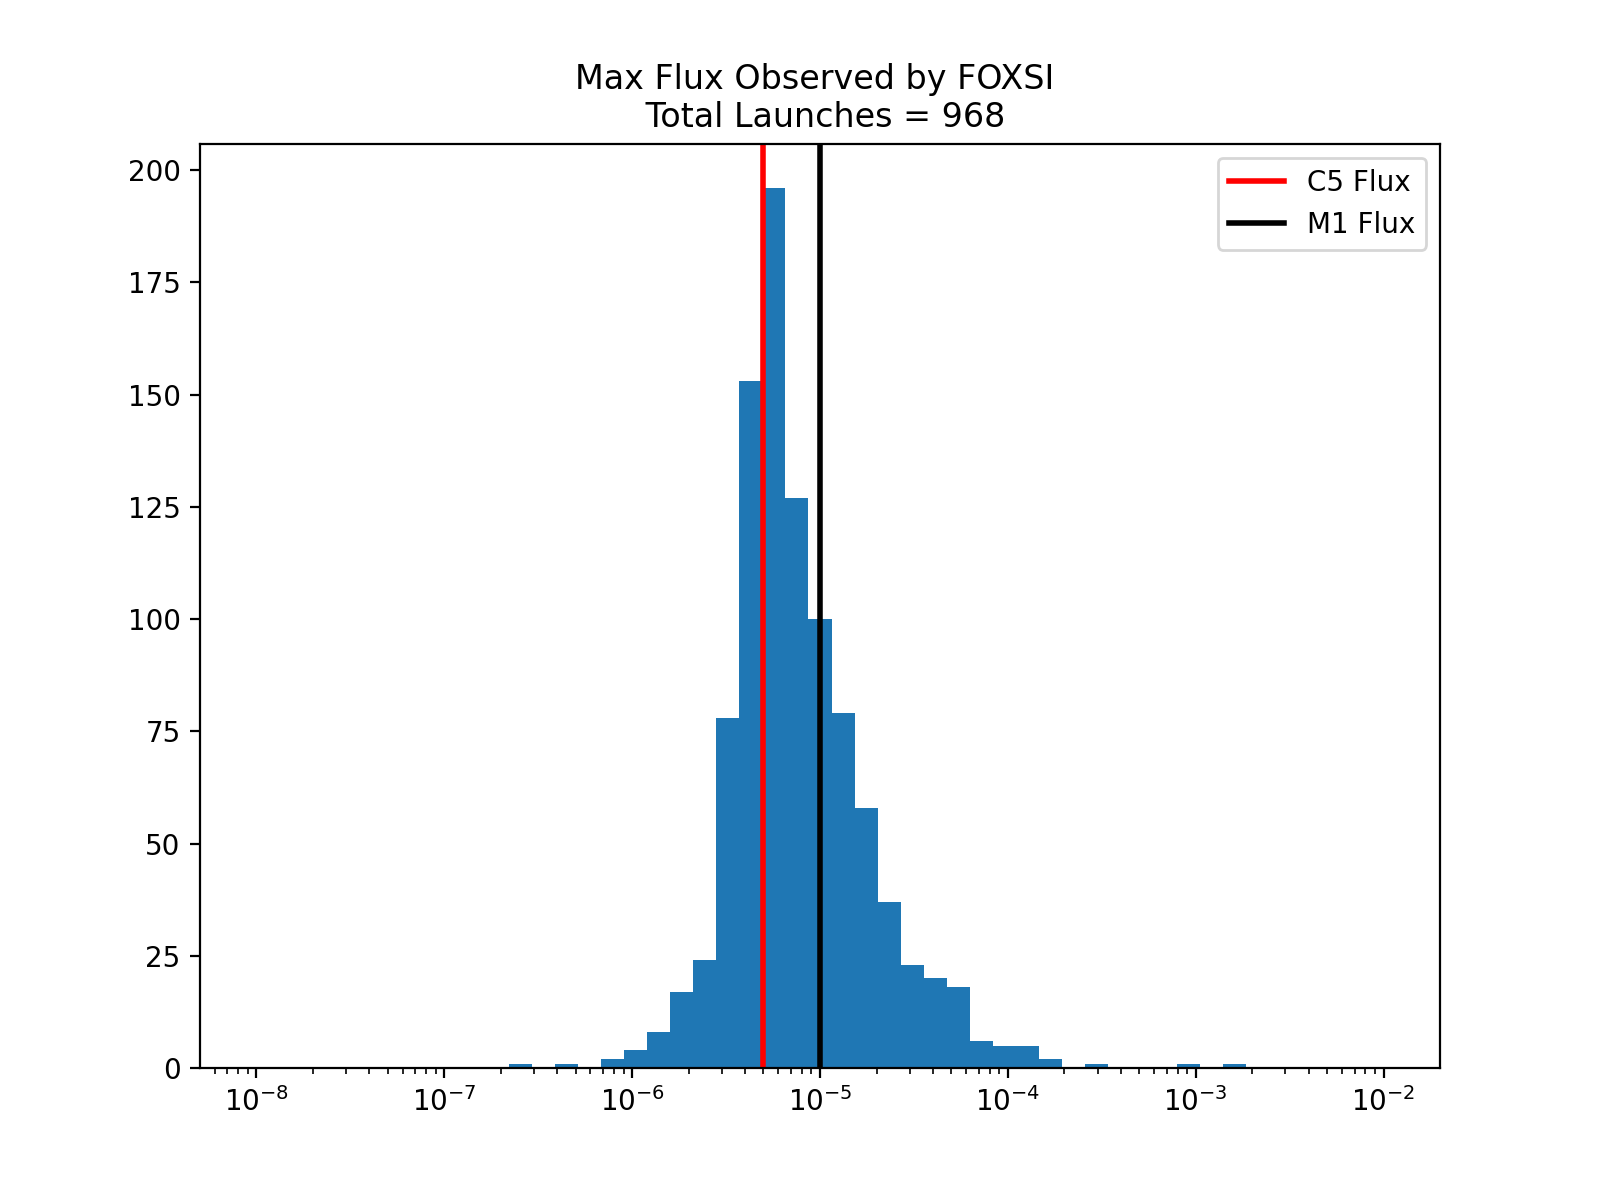 Max Flux Observed by FOXSI
Total Launches = 968
C5 Flux
M1 Flux
200
175
150
125
100
75
50
25
0
10⁻⁸ 10⁻⁷ 10⁻⁶ 10⁻⁵ 10⁻⁴ 10⁻³ 10⁻²